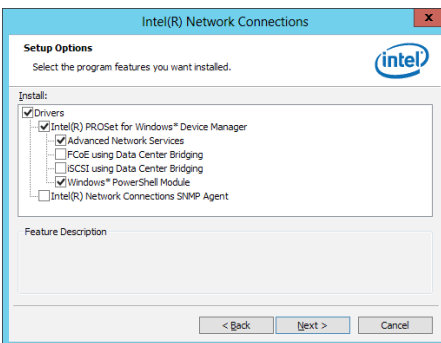 Intel(R) Network Connections
x
Setup Options
Select the program features you want installed.
intel
Install:
Drivers
Intel(R) PROSet for Windows* Device Manager
Advanced Network Services
FCoE using Data Center Bridging
iSCSI using Data Center Bridging
Windows* PowerShell Module
Intel(R) Network Connections SNMP Agent
Feature Description
< Back
Next >
Cancel